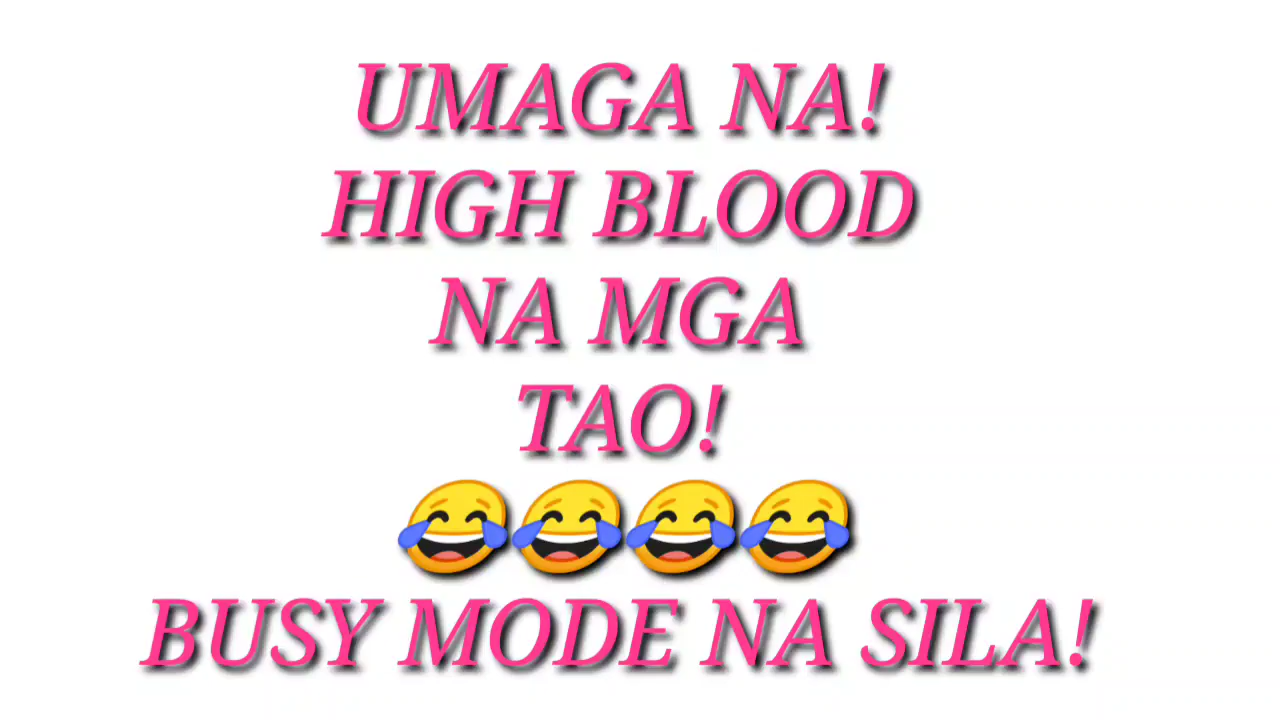 UMAGA NA!
HIGH BLOOD
NA MGA
TAO!
😂😂😂😂
BUSY MODE NA SILA!